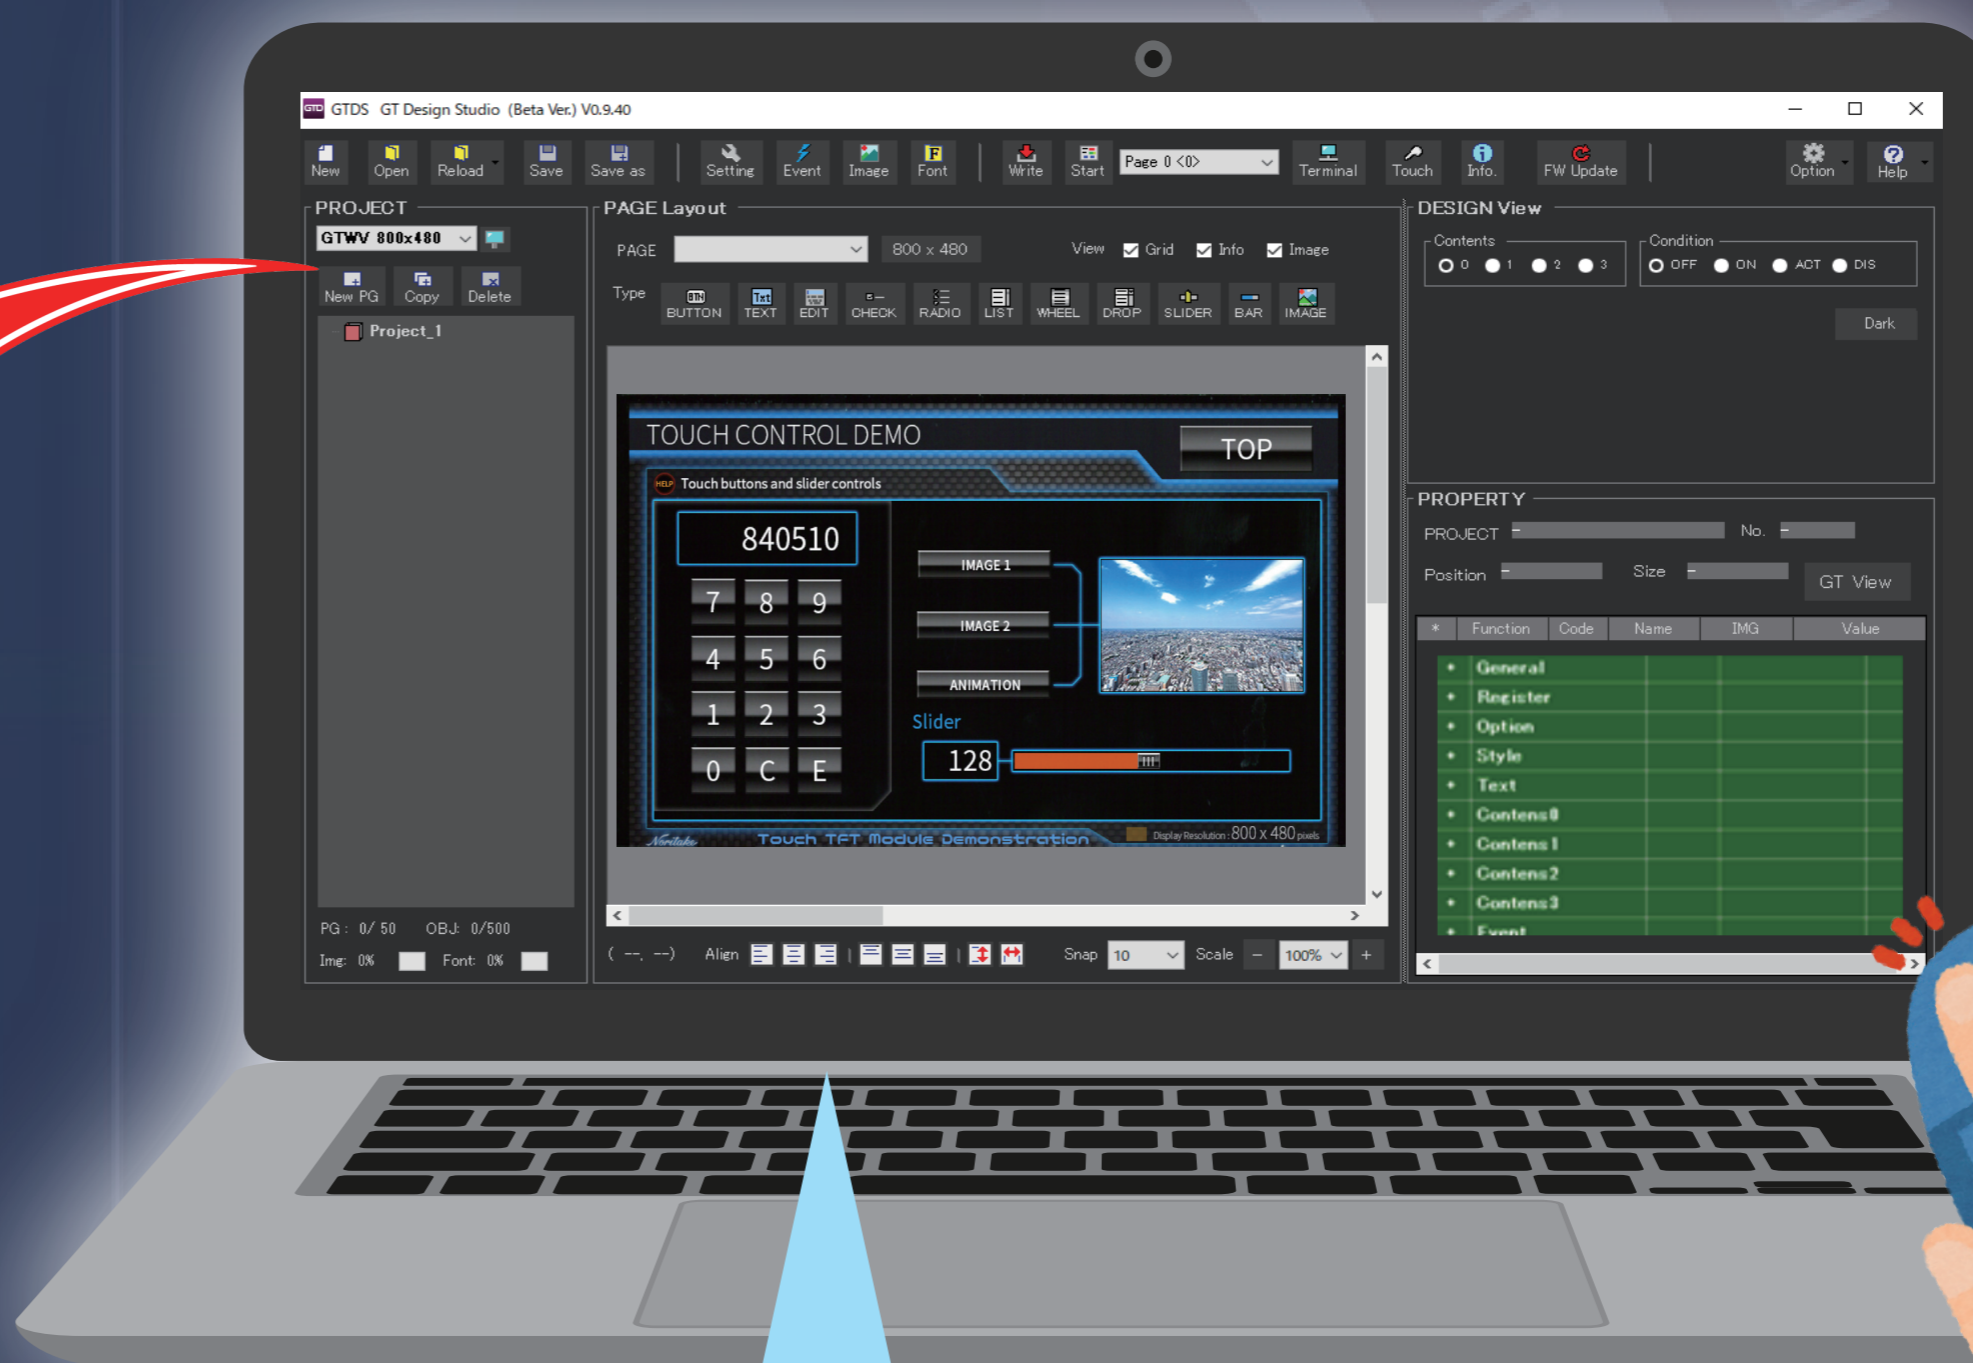 GTD GTDS GT Design Studio (Beta Ver.) V0.9.40
New Open Reload Save Save as Setting Event Image Font Write Start Page 0 <0> Terminal Touch Info. FW Update Option Help
PROJECT
GTWV 800x480
New PG Copy Delete
Project_1
PG : 0/ 50 OBJ: 0/500
Img: 0% Font: 0%
PAGE Layout
PAGE 800 x 480 View Grid Info Image
Type BTN BUTTON Txt TEXT EDIT CHECK RADIO LIST WHEEL DROP SLIDER BAR IMAGE
TOUCH CONTROL DEMO
TOP
HELP Touch buttons and slider controls
840510
7 8 9
4 5 6
1 2 3
0 C E
IMAGE 1
IMAGE 2
ANIMATION
Slider
128
Noritake Touch TFT Module Demonstration Display Resolution : 800 X 480 pixels
( --, --) Align Snap 10 Scale - 100% +
DESIGN View
Contents
0 1 2 3
Condition
OFF ON ACT DIS
Dark
PROPERTY
PROJECT - No. -
Position - Size - GT View
* Function Code Name IMG Value
+ General
+ Register
+ Option
+ Style
+ Text
+ Contens0
+ Contens1
+ Contens2
+ Contens3
+ Event